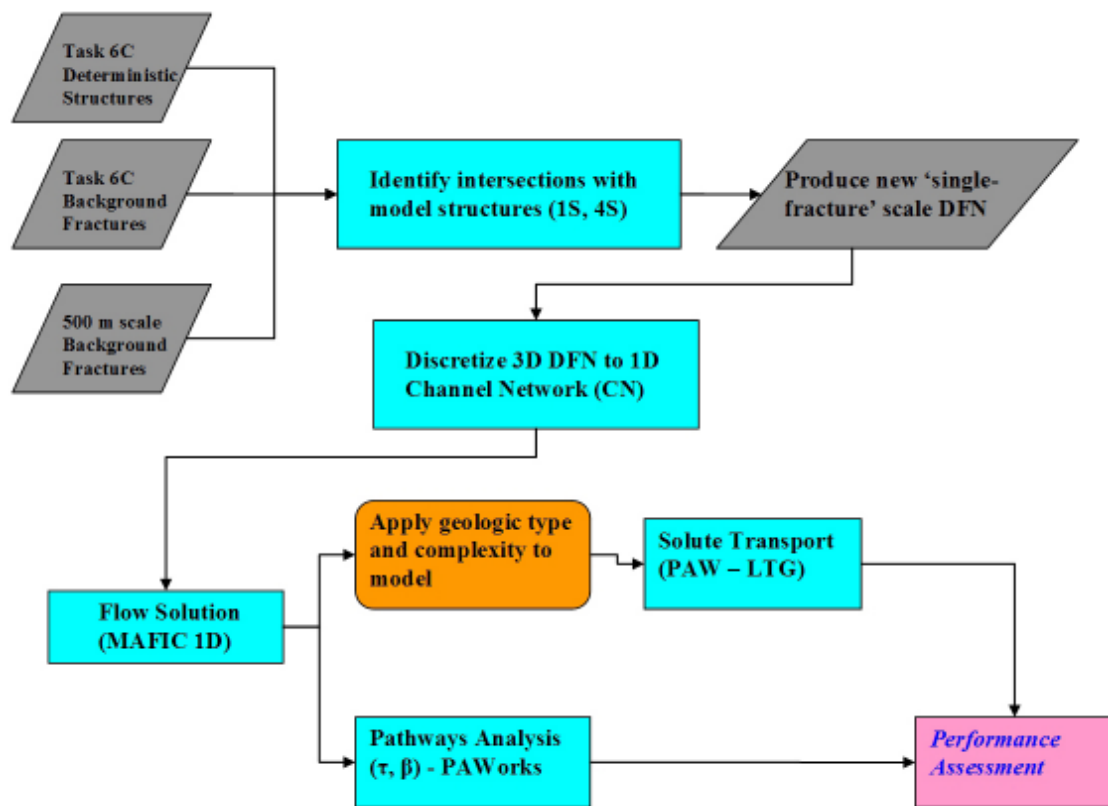 Task 6C
Deterministic
Structures
Task 6C
Background
Fractures
500 m scale
Background
Fractures
Identify intersections with
model structures (1S, 4S)
Produce new ‘single-
fracture’ scale DFN
Discretize 3D DFN to 1D
Channel Network (CN)
Flow Solution
(MAFIC 1D)
Apply geologic type
and complexity to
model
Solute Transport
(PAW – LTG)
Pathways Analysis
(τ, β) - PAWorks
Performance
Assessment